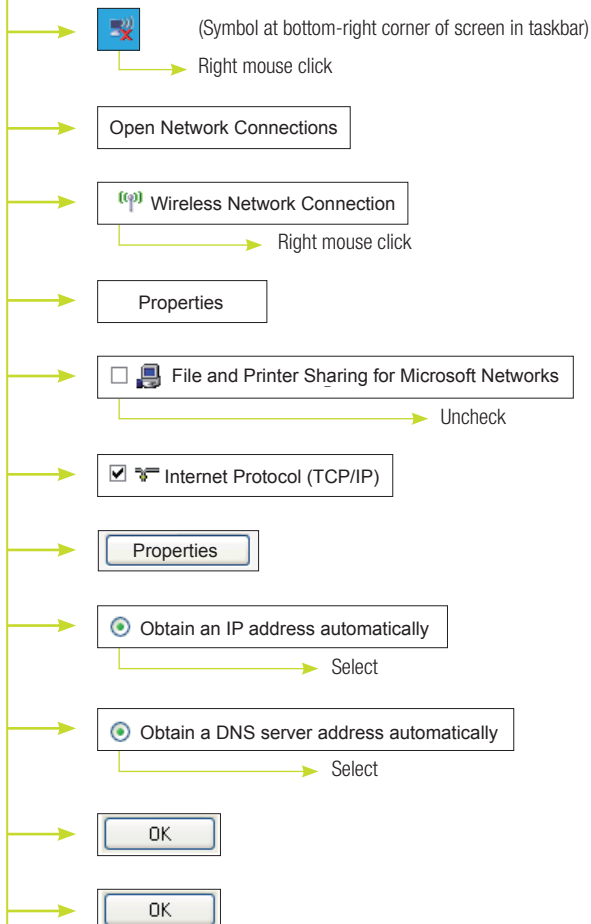 (Symbol at bottom-right corner of screen in taskbar)
Right mouse click
Open Network Connections
Wireless Network Connection
Right mouse click
Properties
File and Printer Sharing for Microsoft Networks
Uncheck
Internet Protocol (TCP/IP)
Properties
Obtain an IP address automatically
Select
Obtain a DNS server address automatically
Select
OK
OK